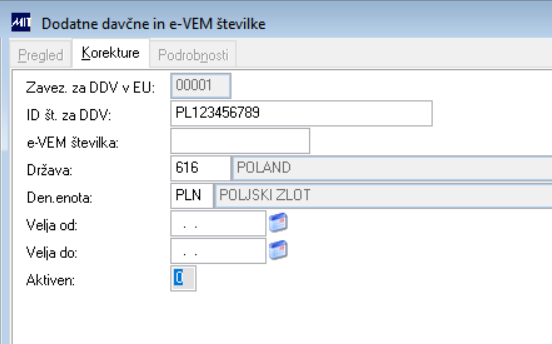 MIT Dodatne davčne in e-VEM številke
Pregled Korekture Podrobnosti
Zavez. za DDV v EU: 00001
ID št. za DDV: PL123456789
e-VEM številka:
Država: 616 POLAND
Den.enota: PLN POLJSKI ZLOT
Velja od: . .
Velja do: . .
Aktiven: 0